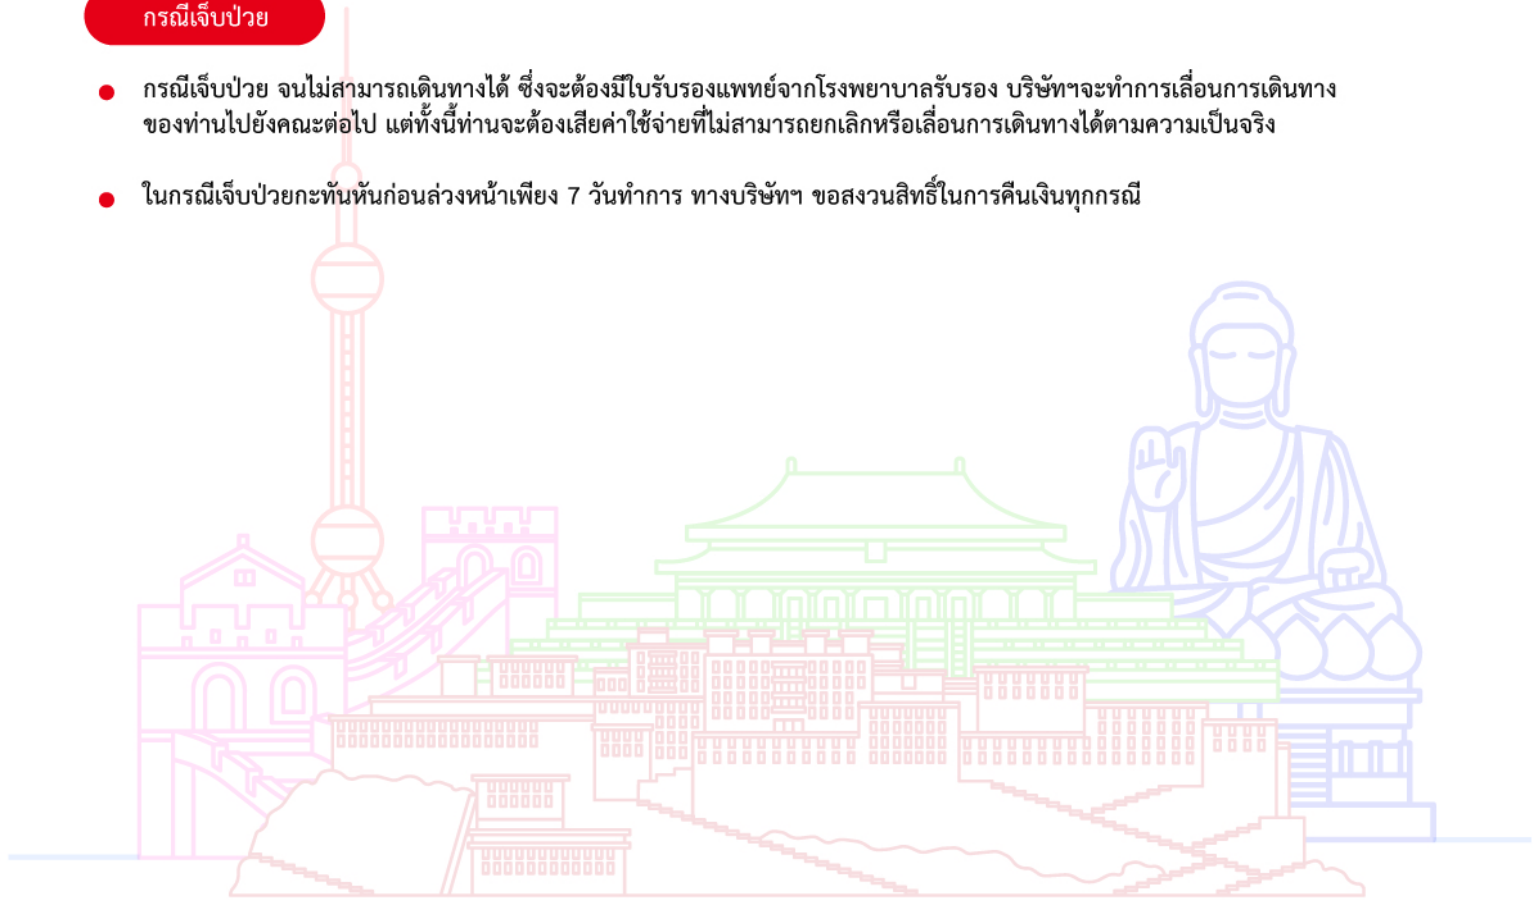 กรณีเจ็บป่วย
กรณีเจ็บป่วย จนไม่สามารถเดินทางได้ ซึ่งจะต้องมีใบรับรองแพทย์จากโรงพยาบาลรับรอง บริษัทฯจะทำการเลื่อนการเดินทาง
ของท่านไปยังคณะต่อไป แต่ทั้งนี้ท่านจะต้องเสียค่าใช้จ่ายที่ไม่สามารถยกเลิกหรือเลื่อนการเดินทางได้ตามความเป็นจริง
ในกรณีเจ็บป่วยกะทันหันก่อนล่วงหน้าเพียง 7 วันทำการ ทางบริษัทฯ ขอสงวนสิทธิ์ในการคืนเงินทุกกรณี